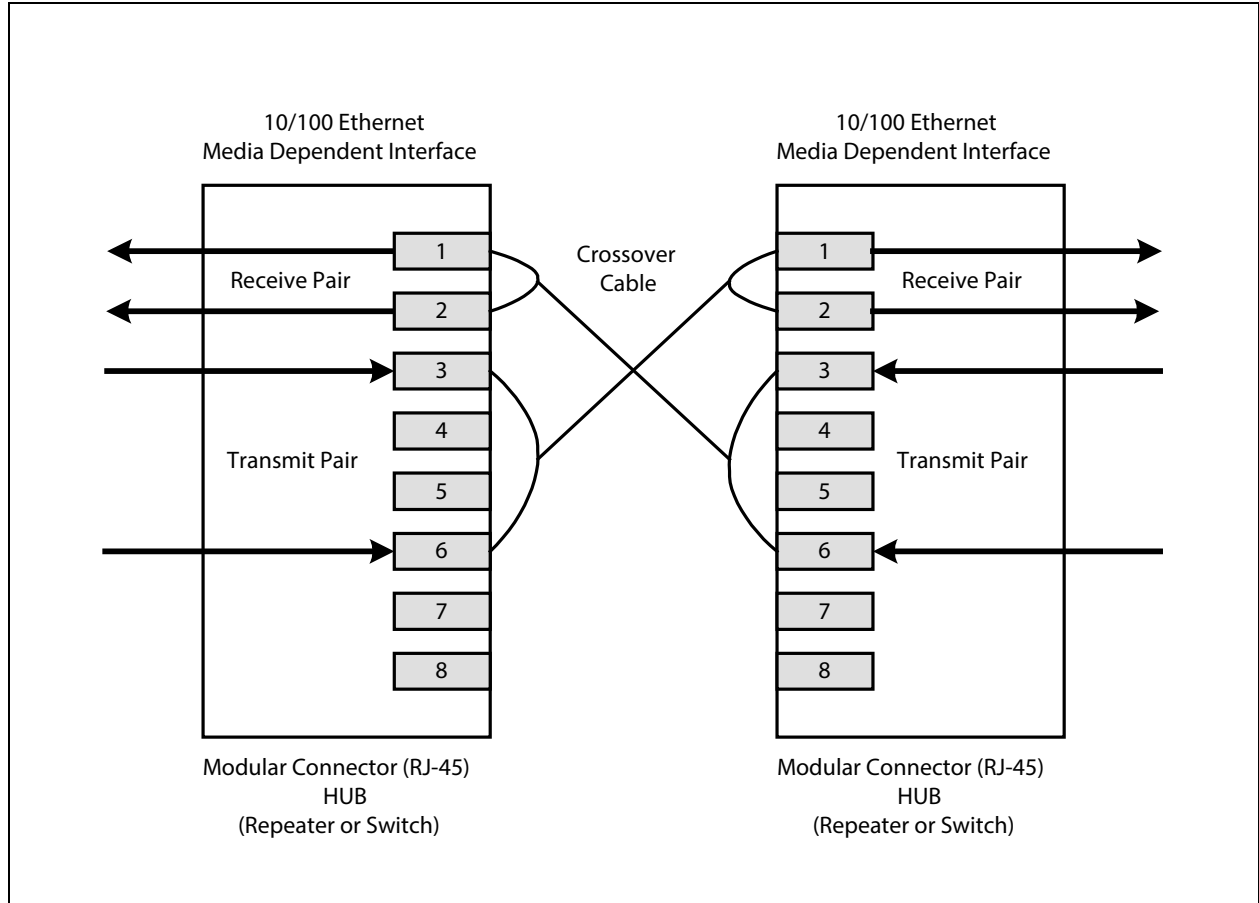 10/100 Ethernet
Media Dependent Interface
10/100 Ethernet
Media Dependent Interface
1
Receive Pair
2
3
4
Transmit Pair
5
6
7
8
Crossover
Cable
1
Receive Pair
2
3
4
Transmit Pair
5
6
7
8
Modular Connector (RJ-45)
HUB
(Repeater or Switch)
Modular Connector (RJ-45)
HUB
(Repeater or Switch)